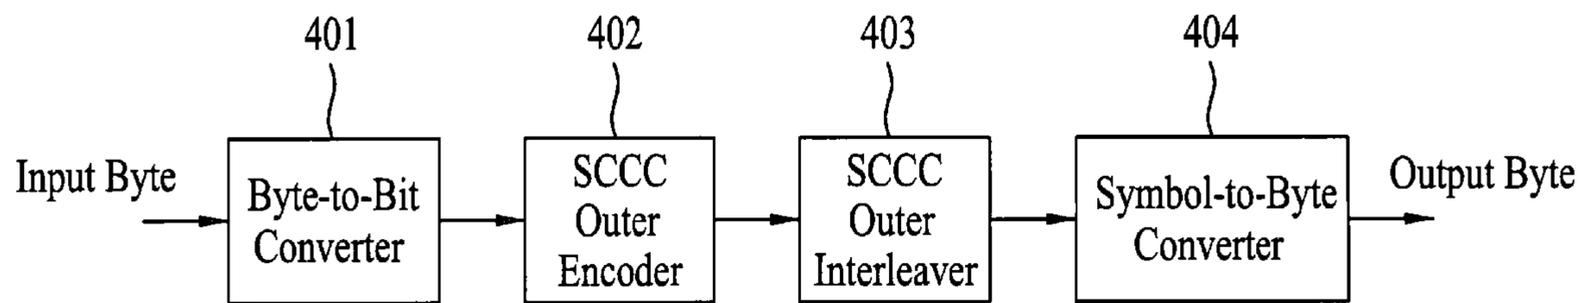 401
402
403
404
Input Byte
Byte-to-Bit
Converter
SCCC
Outer
Encoder
SCCC
Outer
Interleaver
Symbol-to-Byte
Converter
Output Byte